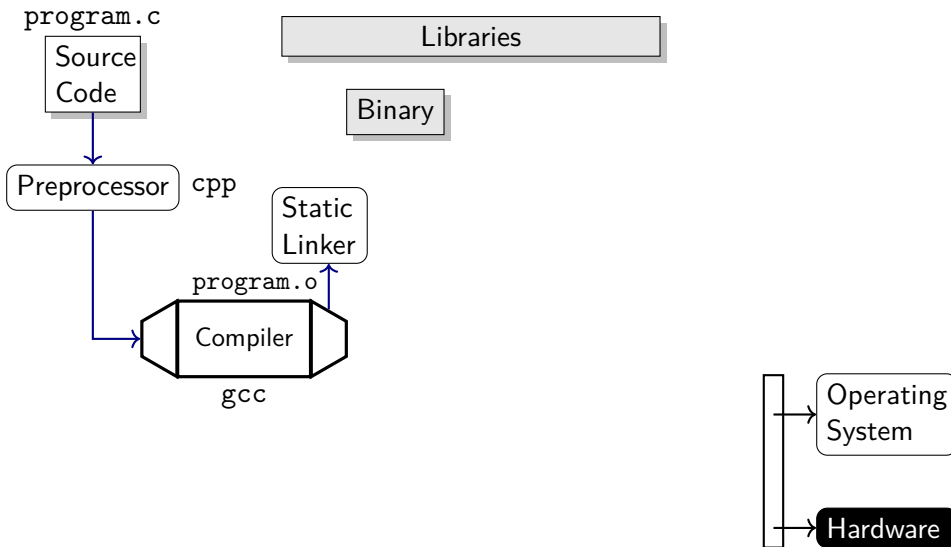 program.c
Source
Code
Libraries
Binary
Preprocessor
cpp
Static
Linker
program.o
Compiler
gcc
Operating
System
Hardware